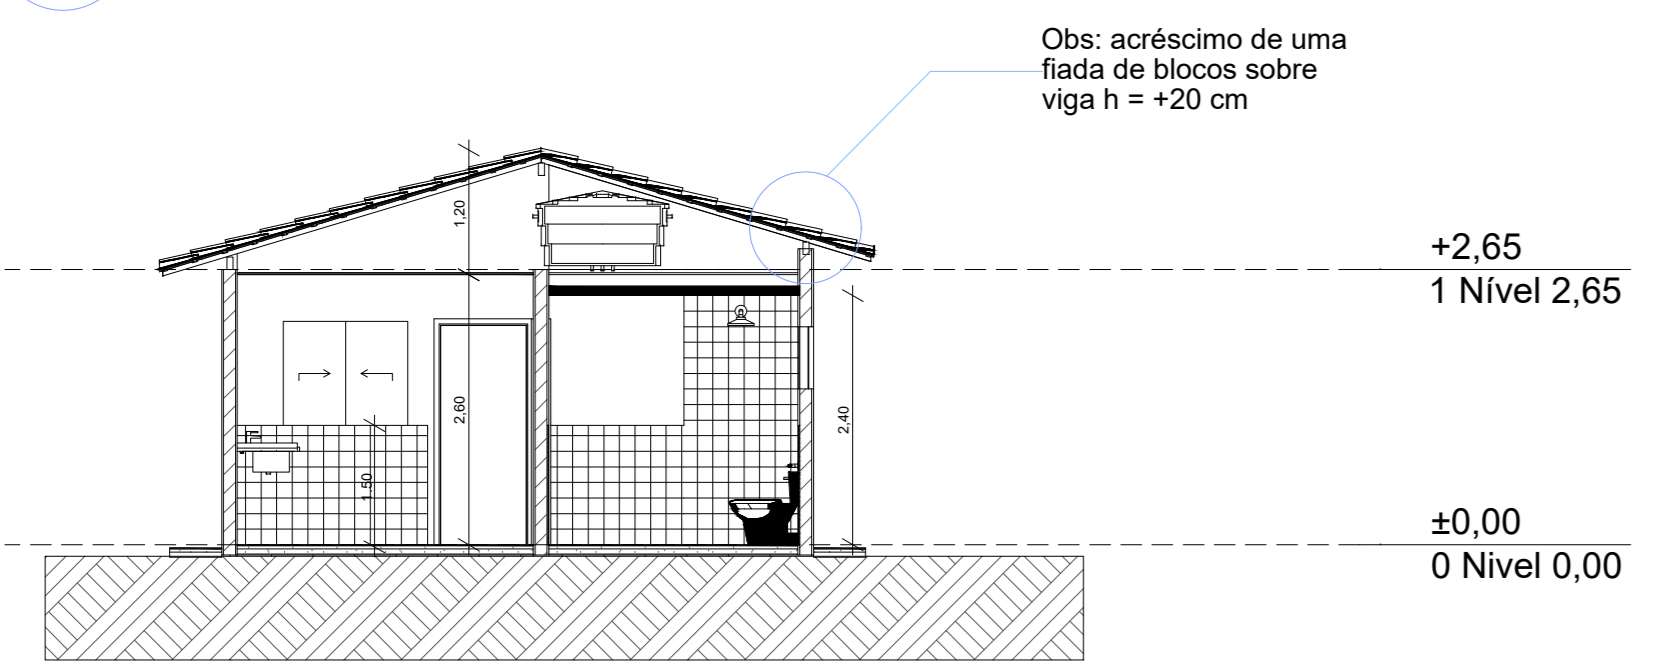 Obs: acréscimo de uma
fiada de blocos sobre
viga h = +20 cm
1,20
+2,65
1 Nível 2,65
2,60
2,40
1.50
±0,00
0 Nivel 0,00